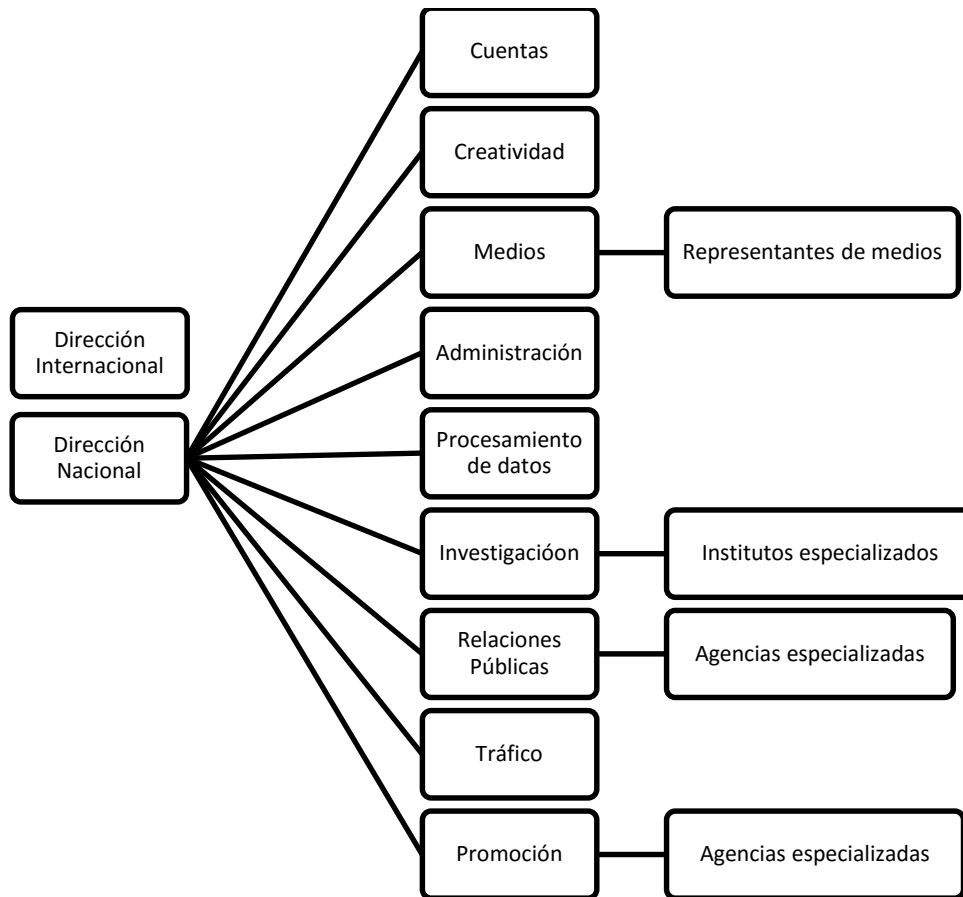 Cuentas
Creatividad
Medios
Representantes de medios
Dirección
Internacional
Administración
Dirección
Nacional
Procesamiento
de datos
Investigacióon
Institutos especializados
Relaciones
Públicas
Agencias especializadas
Tráfico
Promoción
Agencias especializadas